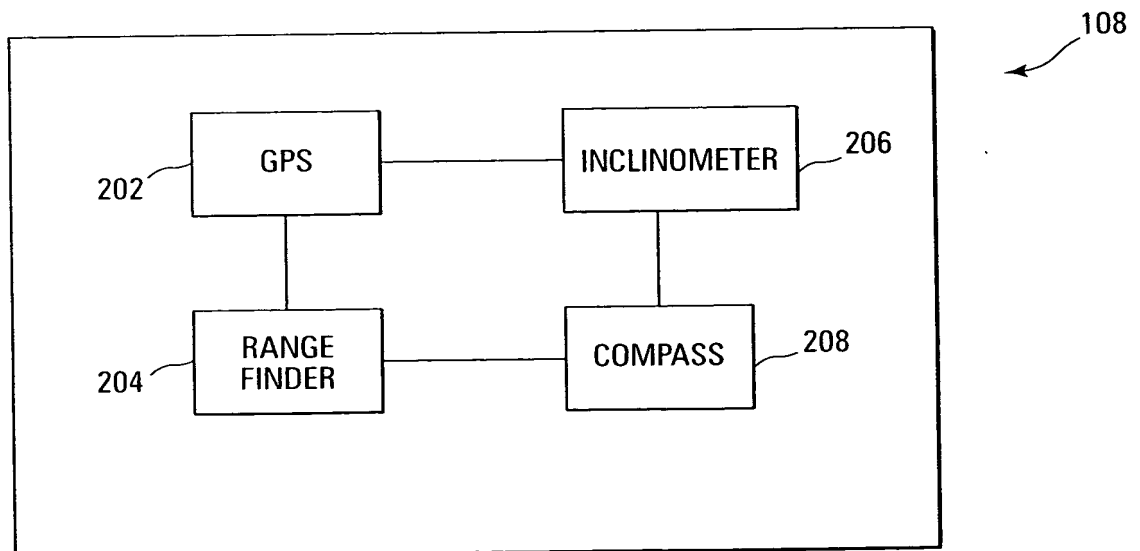 108
GPS
202
INCLINOMETER
206
RANGE
FINDER
204
COMPASS
208